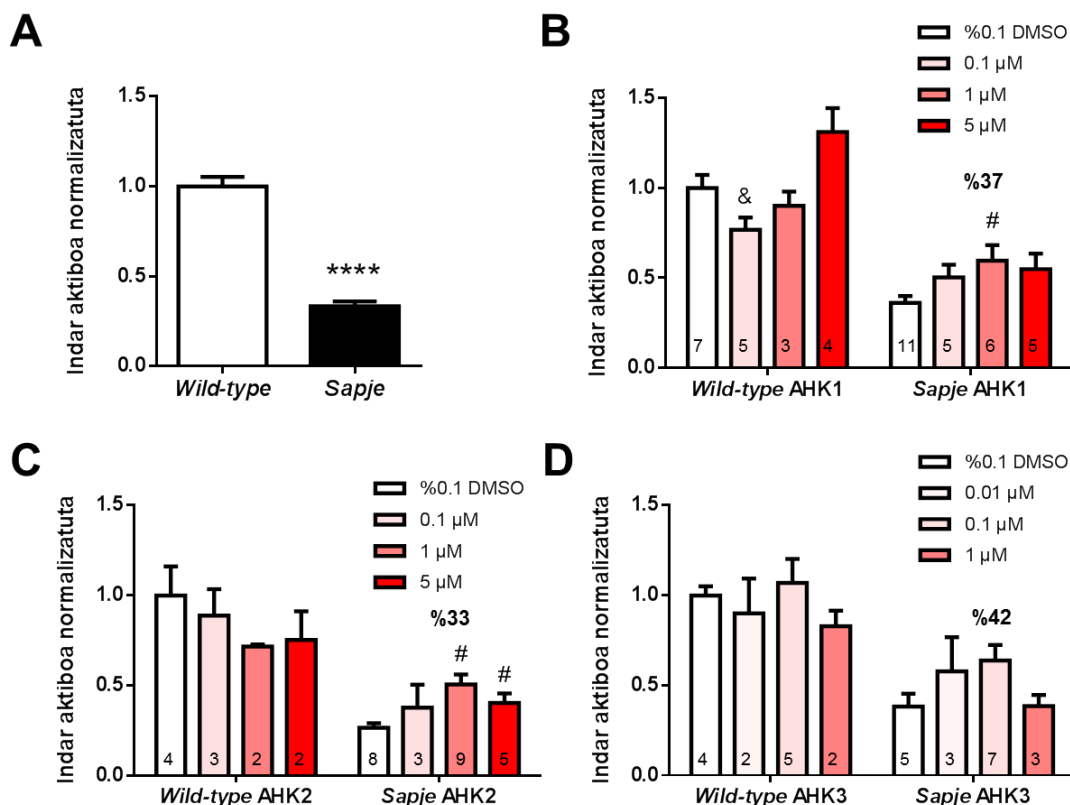 A
Indar aktiboa normalizatuta
1.5
1.0
0.5
0.0
****
Wild-type
Sapje
B
%0.1 DMSO
0.1 µM
1 µM
5 µM
Indar aktiboa normalizatuta
1.5
1.0
0.5
0.0
&
%37
#
7
5
3
4
11
5
6
5
Wild-type AHK1
Sapje AHK1
C
%0.1 DMSO
0.1 µM
1 µM
5 µM
Indar aktiboa normalizatuta
1.5
1.0
0.5
0.0
%33
#
#
4
3
2
2
8
3
9
5
Wild-type AHK2
Sapje AHK2
D
%0.1 DMSO
0.01 µM
0.1 µM
1 µM
Indar aktiboa normalizatuta
1.5
1.0
0.5
0.0
%42
4
2
5
2
5
3
7
3
Wild-type AHK3
Sapje AHK3